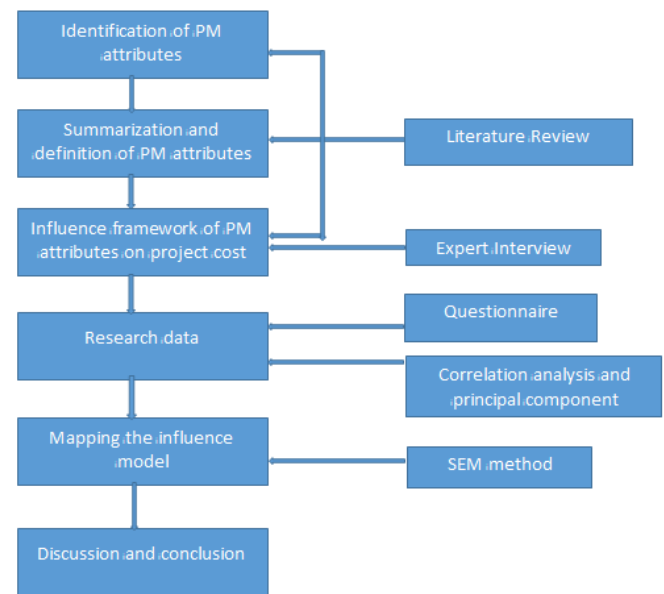 Identification of PM
attributes
Summarization and
definition of PM attributes
Literature Review
Influence framework of PM
attributes on project cost
Expert Interview
Questionnaire
Research data
Correlation analysis and
principal component
Mapping the influence
model
SEM method
Discussion and conclusion